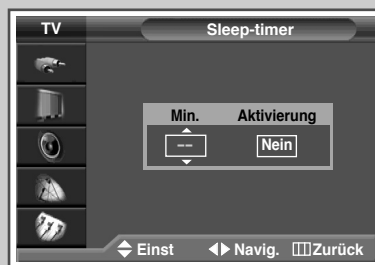 TV Sleep-timer
Min. Aktivierung
-- Nein
Einst Navig. Zurück